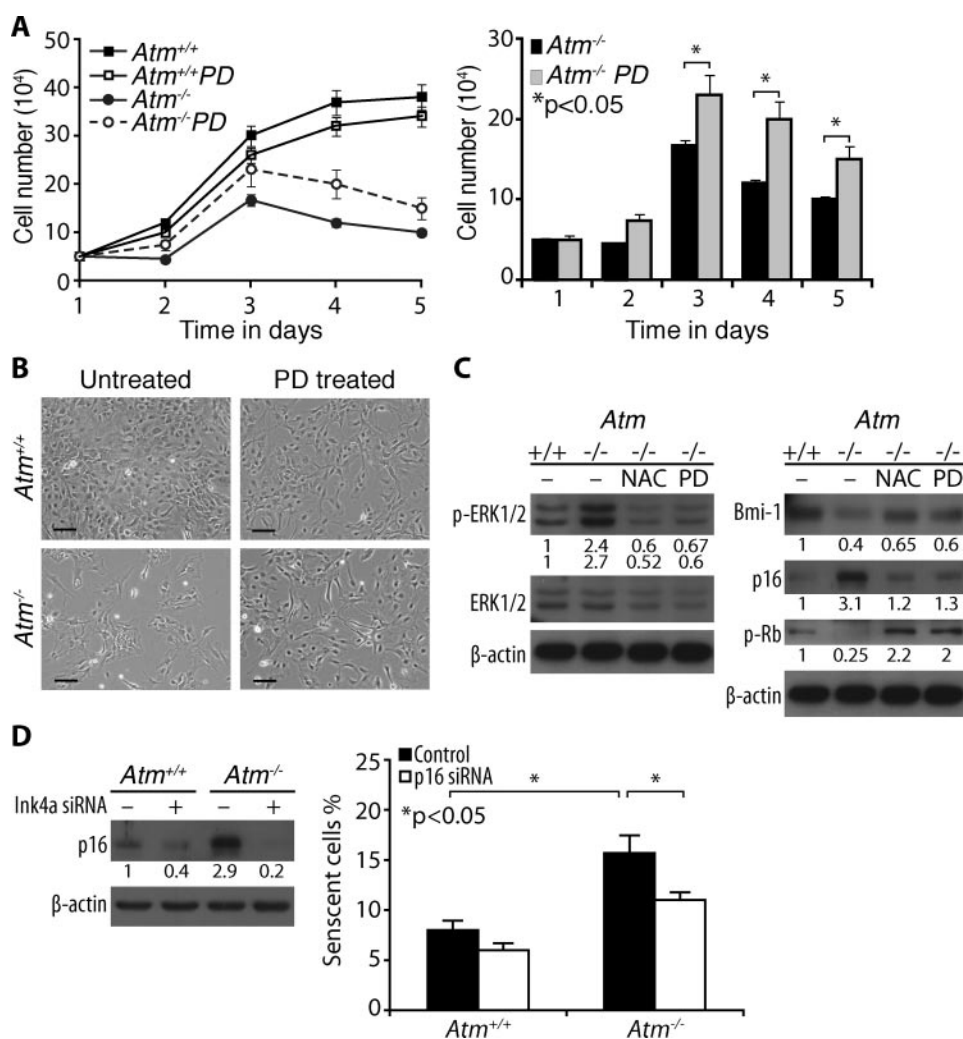 A
50
40
30
20
10
0
Cell number (10⁴)
Atm⁺/⁺
Atm⁺/⁺PD
Atm⁻/⁻
Atm⁻/⁻PD
1 2 3 4 5
Time in days
30
20
10
0
Cell number (10⁴)
Atm⁻/⁻
Atm⁻/⁻ PD
*p<0.05
* * *
1 2 3 4 5
Time in days
B
Untreated PD treated
Atm⁺/⁺
Atm⁻/⁻
C
Atm
+/+ -/- -/- -/-
– – NAC PD
p-ERK1/2
1 2.4 0.6 0.67
1 2.7 0.52 0.6
ERK1/2
β-actin
Atm
+/+ -/- -/- -/-
– – NAC PD
Bmi-1
1 0.4 0.65 0.6
p16
1 3.1 1.2 1.3
p-Rb
1 0.25 2.2 2
β-actin
D
Atm⁺/⁺ Atm⁻/⁻
Ink4a siRNA – + – +
p16
1 0.4 2.9 0.2
β-actin
25
20
15
10
5
0
Senscent cells %
Control
p16 siRNA
*p<0.05
* *
Atm⁺/⁺ Atm⁻/⁻